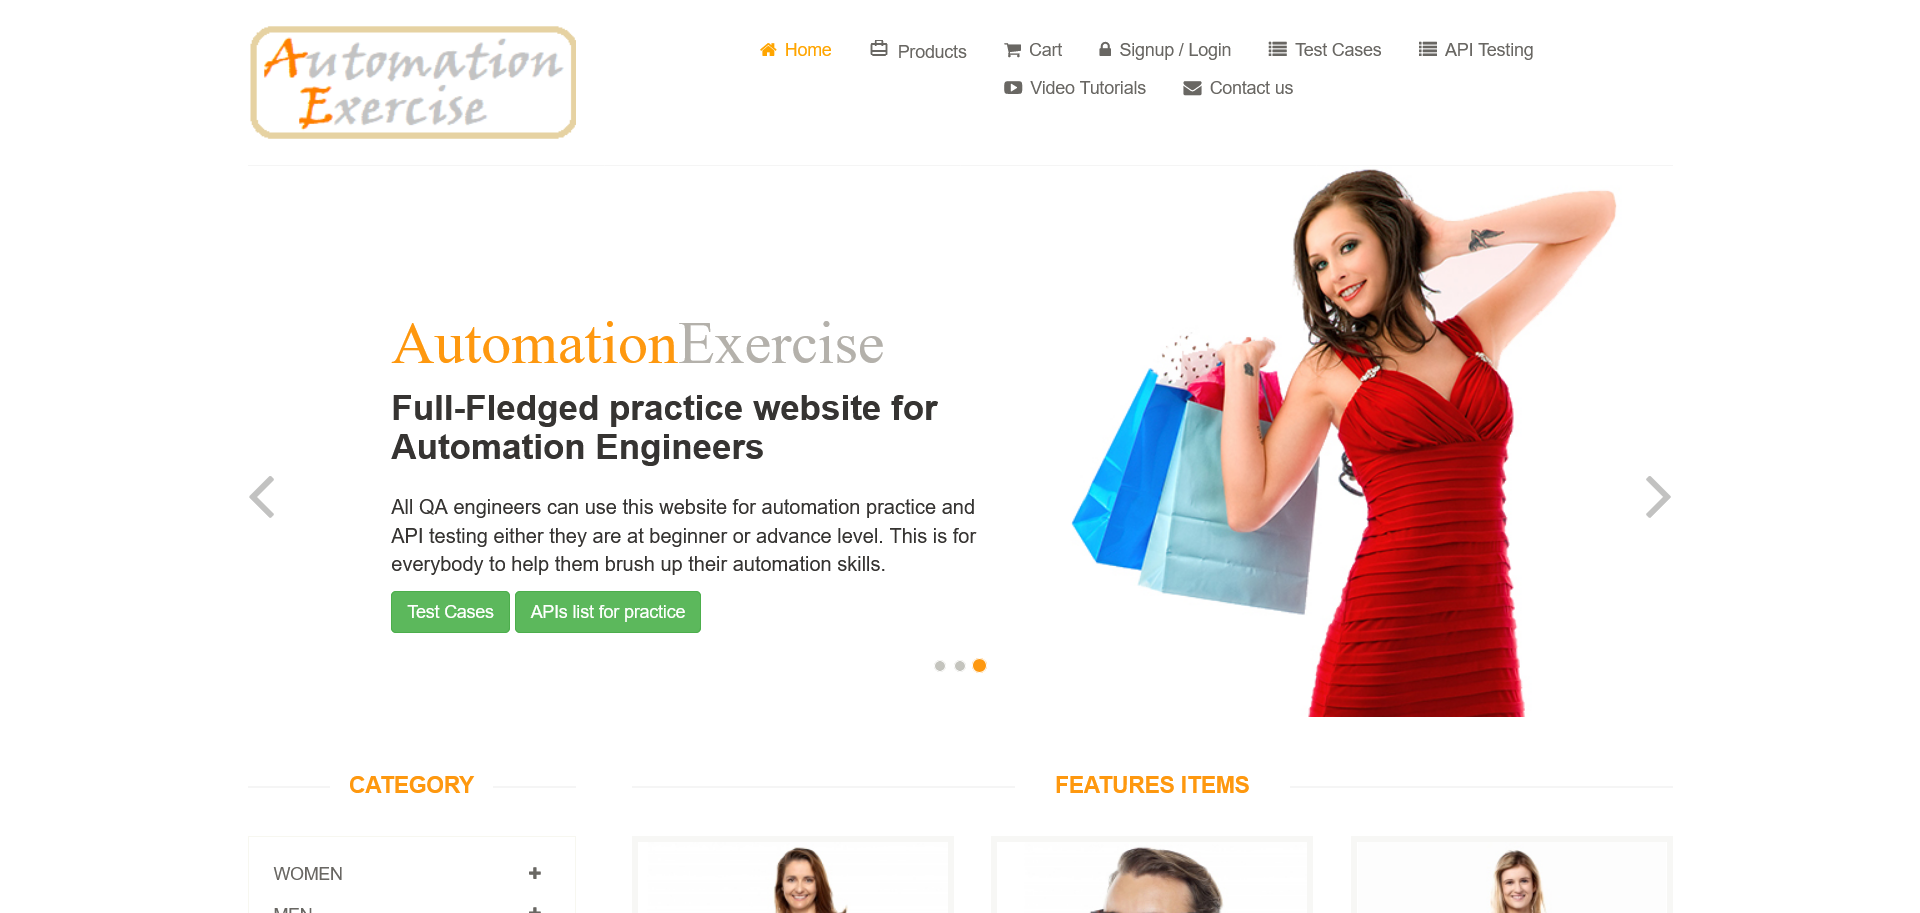 Automation
Exercise
Home
Products
Cart
Signup / Login
Test Cases
API Testing
Video Tutorials
Contact us
AutomationExercise
Full-Fledged practice website for
Automation Engineers
All QA engineers can use this website for automation practice and
API testing either they are at beginner or advance level. This is for
everybody to help them brush up their automation skills.
Test Cases
APIs list for practice
CATEGORY
FEATURES ITEMS
WOMEN
MEN